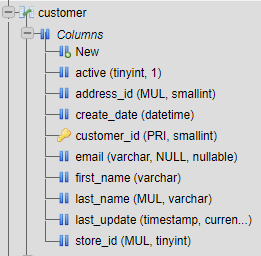 customer
Columns
New
active (tinyint, 1)
address_id (MUL, smallint)
create_date (datetime)
customer_id (PRI, smallint)
email (varchar, NULL, nullable)
first_name (varchar)
last_name (MUL, varchar)
last_update (timestamp, curren...)
store_id (MUL, tinyint)